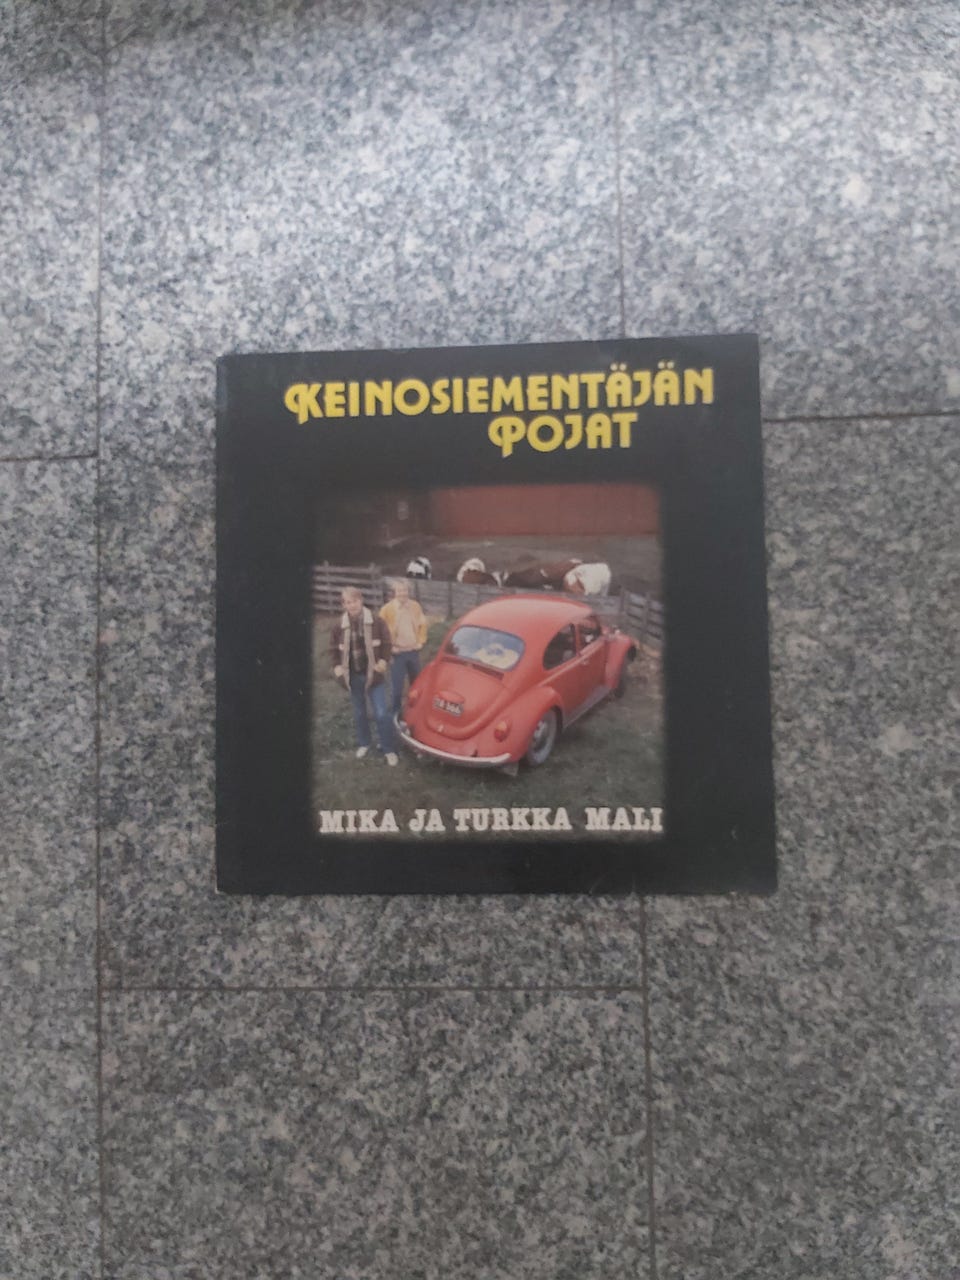 KEINOSIEMENTÄJÄN
POJAT
MIKA JA TURKKA MALI